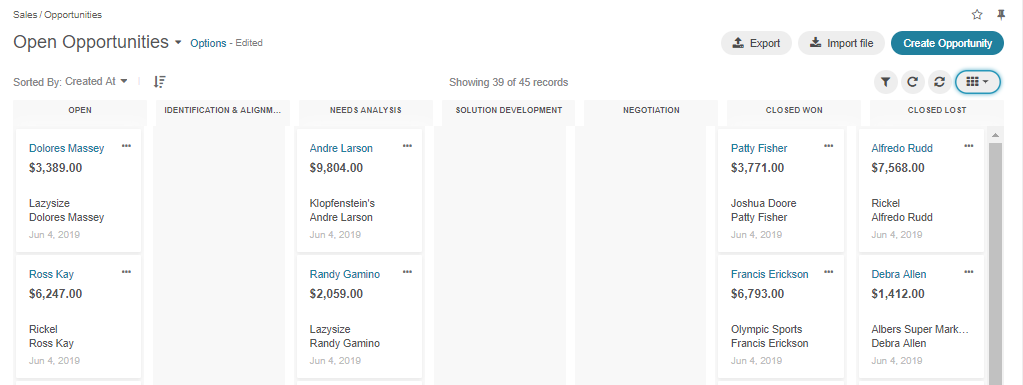 Sales / Opportunities
Open Opportunities Options - Edited Export Import file Create Opportunity
Sorted By: Created At Showing 39 of 45 records
OPEN IDENTIFICATION & ALIGNM... NEEDS ANALYSIS SOLUTION DEVELOPMENT NEGOTIATION CLOSED WON CLOSED LOST
Dolores Massey ••• Andre Larson ••• Patty Fisher ••• Alfredo Rudd •••
$3,389.00 $9,804.00 $3,771.00 $7,568.00
Lazysize Klopfenstein's Joshua Doore Rickel
Dolores Massey Andre Larson Patty Fisher Alfredo Rudd
Jun 4, 2019 Jun 4, 2019 Jun 4, 2019 Jun 4, 2019
Ross Kay ••• Randy Gamino ••• Francis Erickson ••• Debra Allen •••
$6,247.00 $2,059.00 $6,793.00 $1,412.00
Rickel Lazysize Olympic Sports Albers Super Mark...
Ross Kay Randy Gamino Francis Erickson Debra Allen
Jun 4, 2019 Jun 4, 2019 Jun 4, 2019 Jun 4, 2019